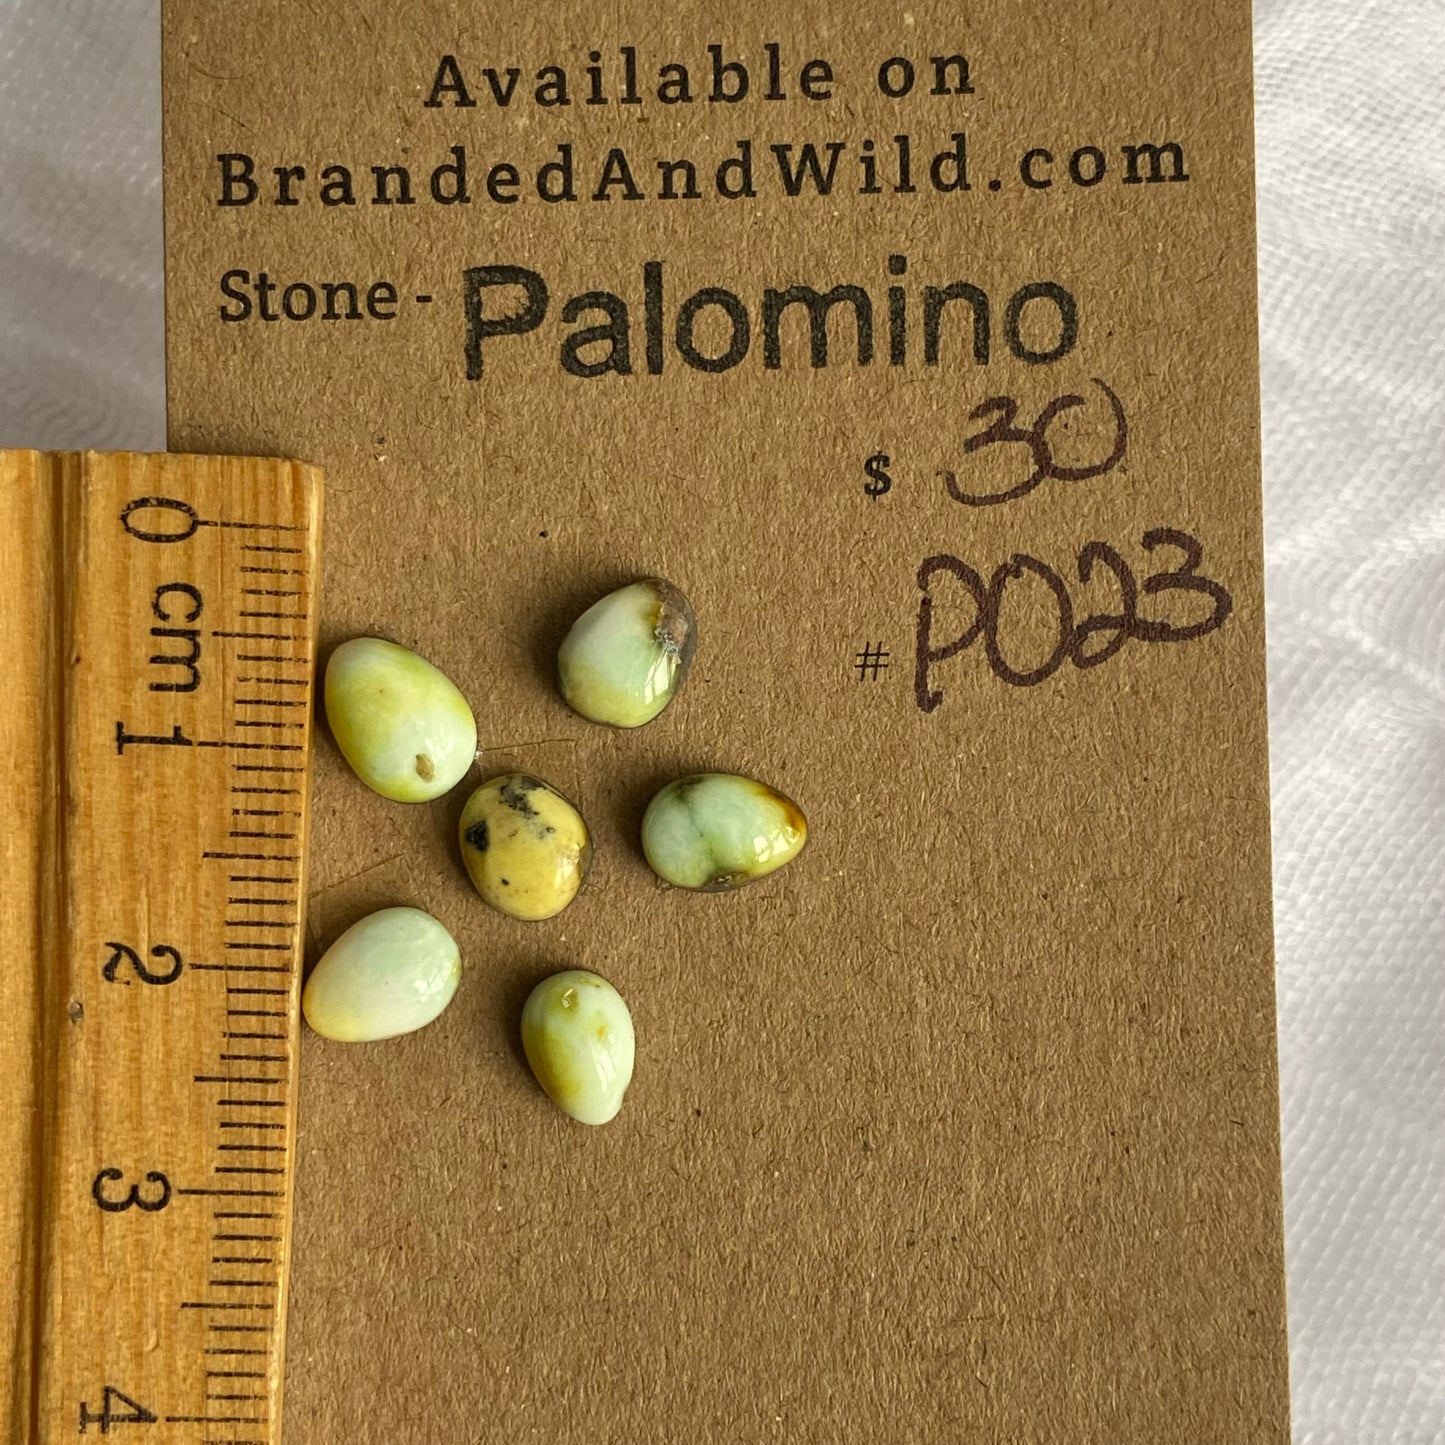 Available on
BrandedAndWild.com
Stone - Palomino
$ 30
# P023
0 cm 1 2 3 4